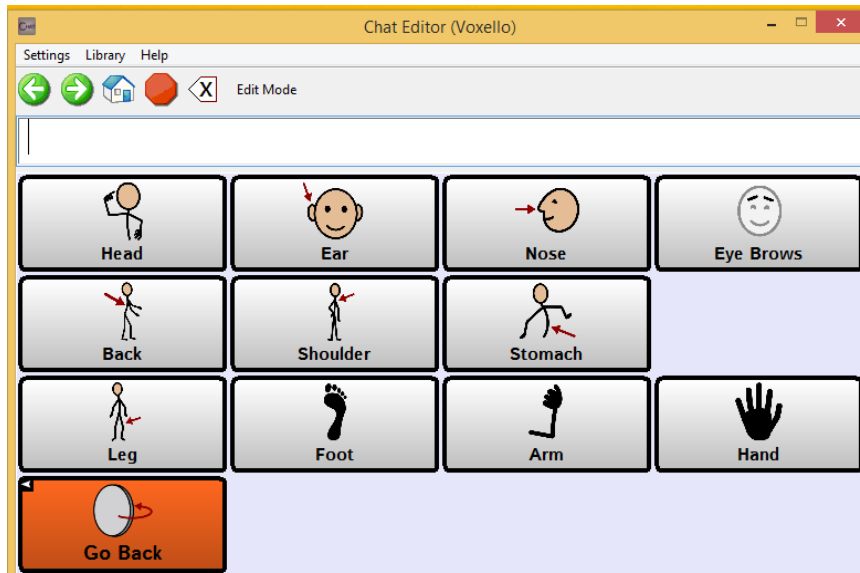 Chat Editor (Voxello)
Settings Library Help
X Edit Mode
Head Ear Nose Eye Brows
Back Shoulder Stomach
Leg Foot Arm Hand
Go Back